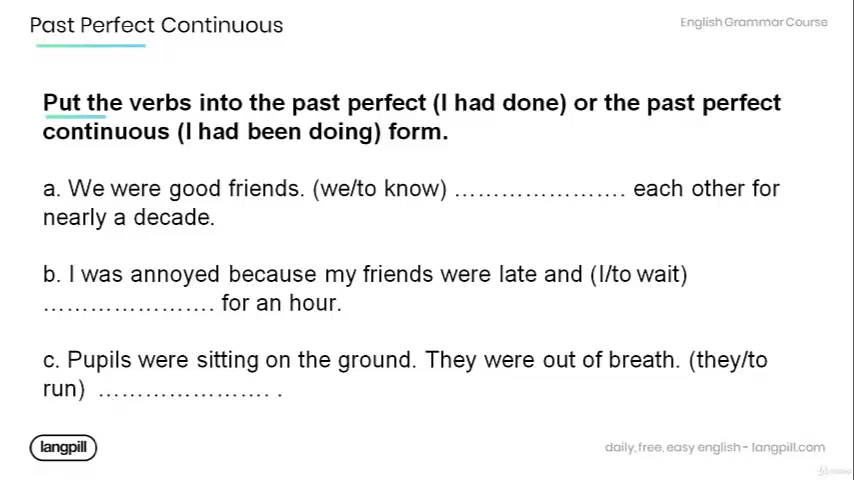 Past Perfect Continuous
English Grammar Course
Put the verbs into the past perfect (I had done) or the past perfect
continuous (I had been doing) form.
a. We were good friends. (we/to know) …………………. each other for
nearly a decade.
b. I was annoyed because my friends were late and (I/to wait)
…………………. for an hour.
c. Pupils were sitting on the ground. They were out of breath. (they/to
run) …………………. .
langpill
daily, free, easy english - langpill.com